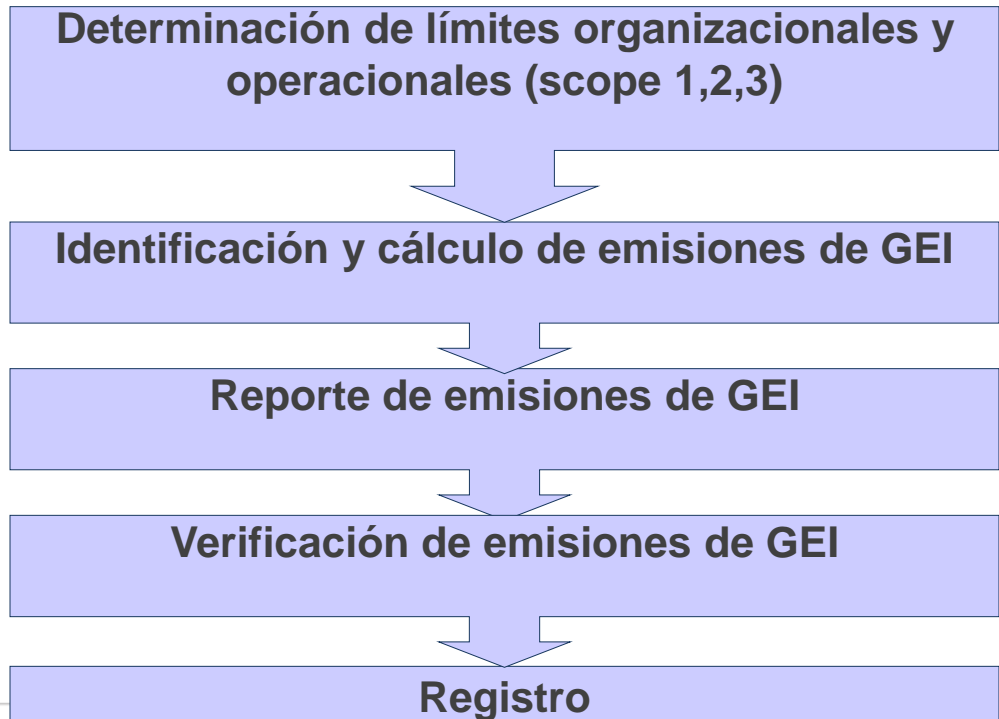 Determinación de límites organizacionales y
operacionales (scope 1,2,3)
Identificación y cálculo de emisiones de GEI
Reporte de emisiones de GEI
Verificación de emisiones de GEI
Registro